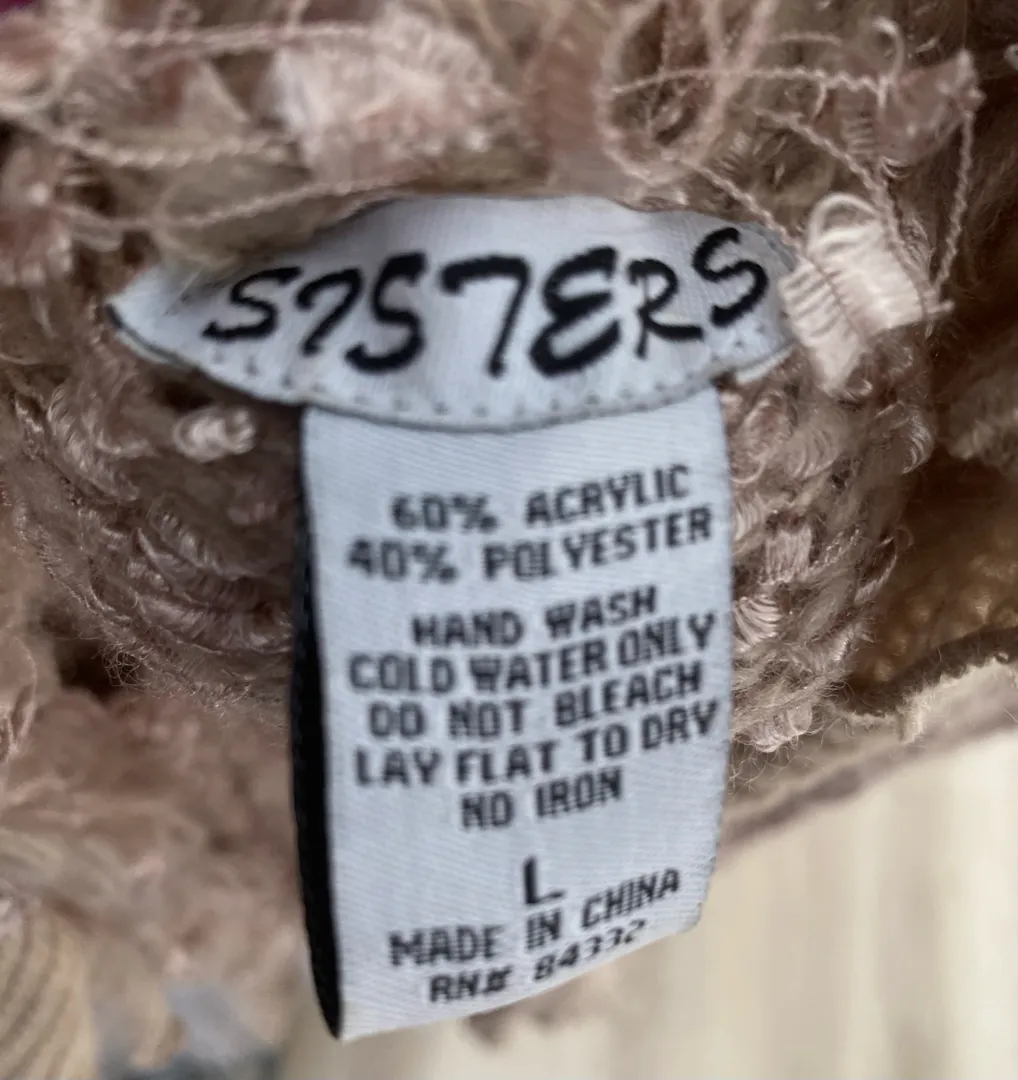 SISTERS
60% ACRYLIC
40% POLYESTER
HAND WASH
COLD WATER ONLY
DO NOT BLEACH
LAY FLAT TO DRY
NO IRON
L
MADE IN CHINA
RN# 84332